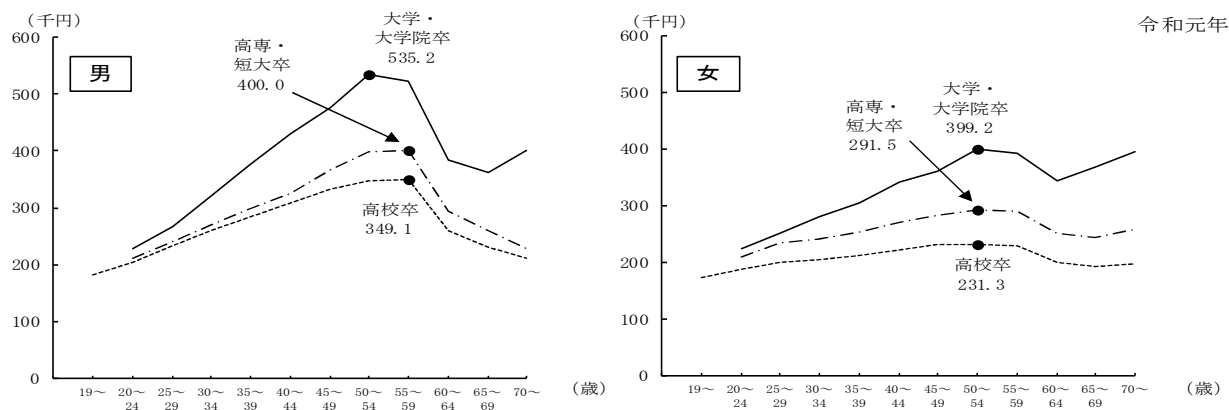 令和元年
（千円）
600
500
400
300
200
100
0
男
大学・
大学院卒
535.2
高専・
短大卒
400.0
高校卒
349.1
19～ 20～ 25～ 30～ 35～ 40～ 45～ 50～ 55～ 60～ 65～ 70～
24 29 34 39 44 49 54 59 64 69
（歳）
（千円）
600
500
400
300
200
100
0
女
大学・
大学院卒
399.2
高専・
短大卒
291.5
高校卒
231.3
19～ 20～ 25～ 30～ 35～ 40～ 45～ 50～ 55～ 60～ 65～ 70～
24 29 34 39 44 49 54 59 64 69
（歳）